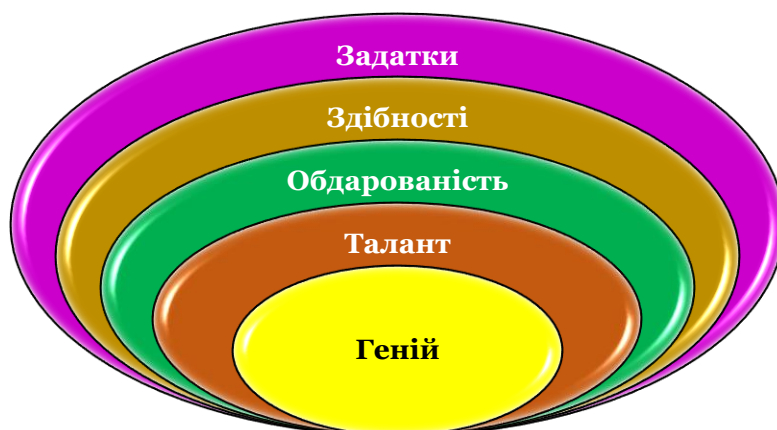 Задатки
Здібності
Обдарованість
Талант
Геній